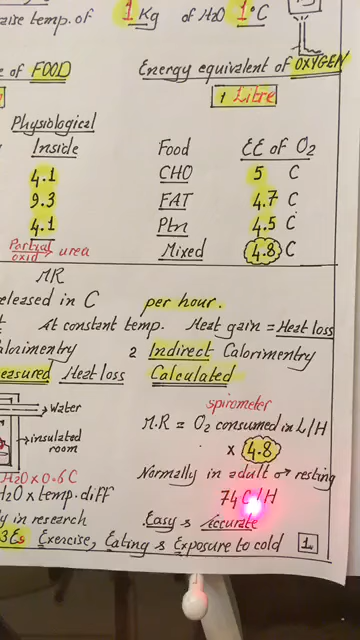 raise temp. of 1 Kg of H2O 1°C
e of FOOD
Energy equivalent of OXYGEN
1 Litre
Physiological
Inside
4.1
9.3
4.1
Partial oxid → urea
Food EE of O2
CHO 5 C
FAT 4.7 C
Ptn 4.5 C
Mixed 4.8 C
MR
released in C per hour.
At constant temp. Heat gain = Heat loss
alorimentry 2 Indirect Calorimentry
easured Heat loss Calculated
→ Water
→ insulated room
spirometer
M.R = O2 consumed in L/H
x 4.8
H2O x 0.6 C
H2O x temp. diff
Normally in adult ♂ resting
74 C/H
y in research
Easy & Accurate
3Es Exercise, Eating & Exposure to cold
1